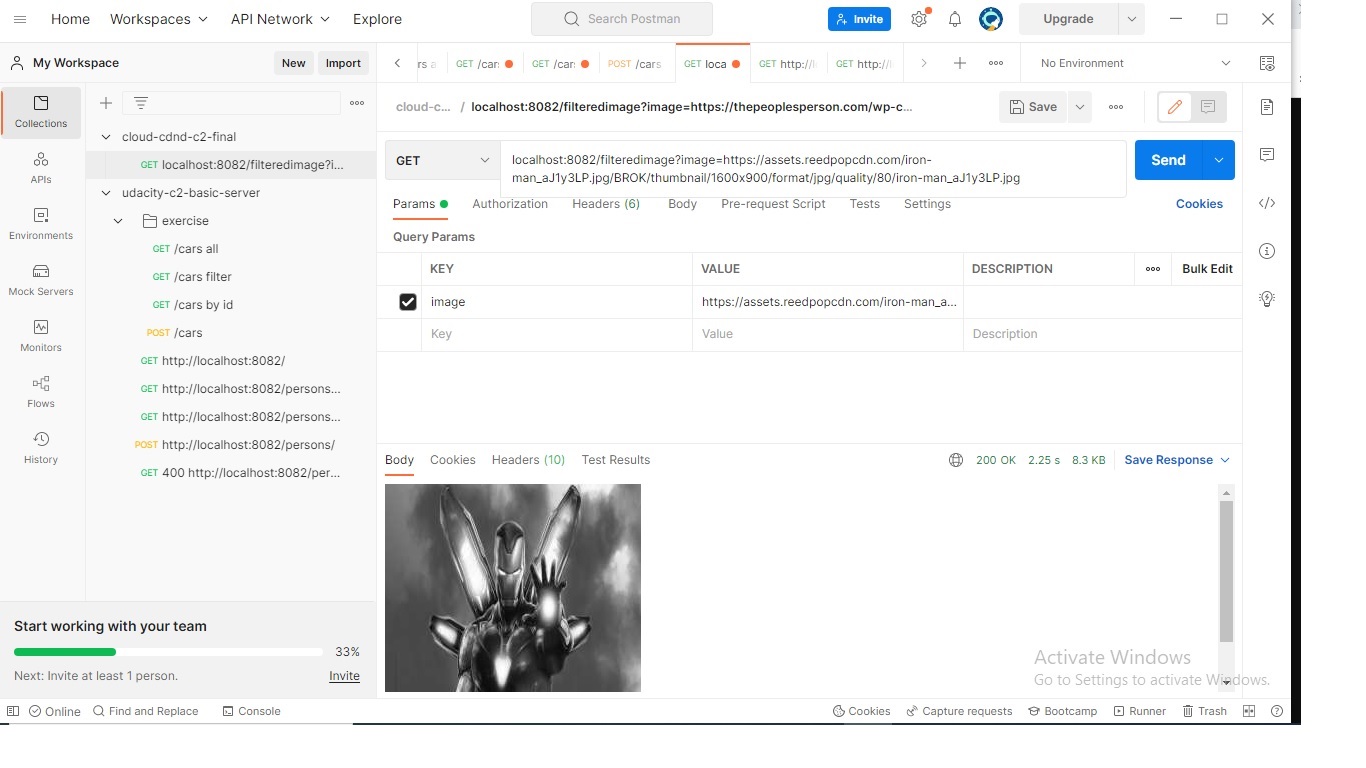 Home Workspaces API Network Explore Search Postman Invite Upgrade
My Workspace New Import
GET /cars GET /cars POST /cars GET loca GET http://l GET http://l No Environment
Collections
APIs
Environments
Mock Servers
Monitors
Flows
History
cloud-cdnd-c2-final
GET localhost:8082/filteredimage?i...
udacity-c2-basic-server
exercise
GET /cars all
GET /cars filter
GET /cars by id
POST /cars
GET http://localhost:8082/
GET http://localhost:8082/persons...
GET http://localhost:8082/persons...
POST http://localhost:8082/persons/
GET 400 http://localhost:8082/per...
Start working with your team
33%
Next: Invite at least 1 person. Invite
cloud-c... / localhost:8082/filteredimage?image=https://thepeoplesperson.com/wp-c... Save
GET
localhost:8082/filteredimage?image=https://assets.reedpopcdn.com/iron-
man_aJ1y3LP.jpg/BROK/thumbnail/1600x900/format/jpg/quality/80/iron-man_aJ1y3LP.jpg
Send
Params Authorization Headers (6) Body Pre-request Script Tests Settings Cookies
Query Params
KEY VALUE DESCRIPTION Bulk Edit
image https://assets.reedpopcdn.com/iron-man_a...
Key Value Description
Body Cookies Headers (10) Test Results 200 OK 2.25 s 8.3 KB Save Response
Activate Windows
Go to Settings to activate Windows.
Online Find and Replace Console Cookies Capture requests Bootcamp Runner Trash